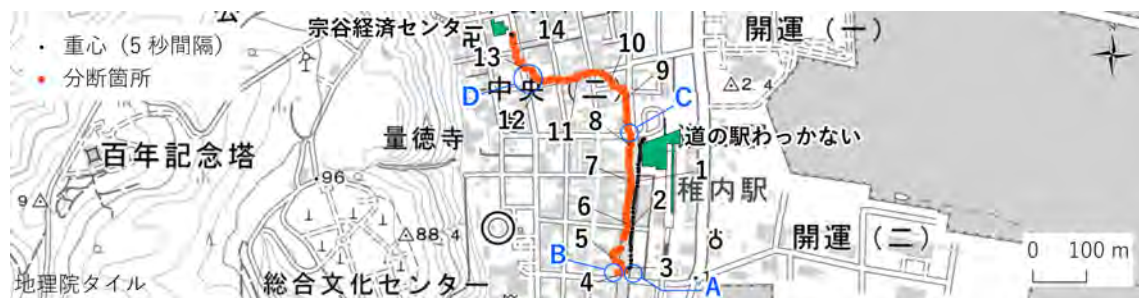 宗谷経済センター
14
開運（一）
・ 重心（5 秒間隔）
● 分断箇所
13
10
9
D
中央（二）
C
2 4
12
11
8
道の駅わっかない
量徳寺
百年記念塔
7
1
稚内駅
96
2
9
6
88 4
5
開運（二）
B
3
0 100 m
地理院タイル
総合文化センター
4
A